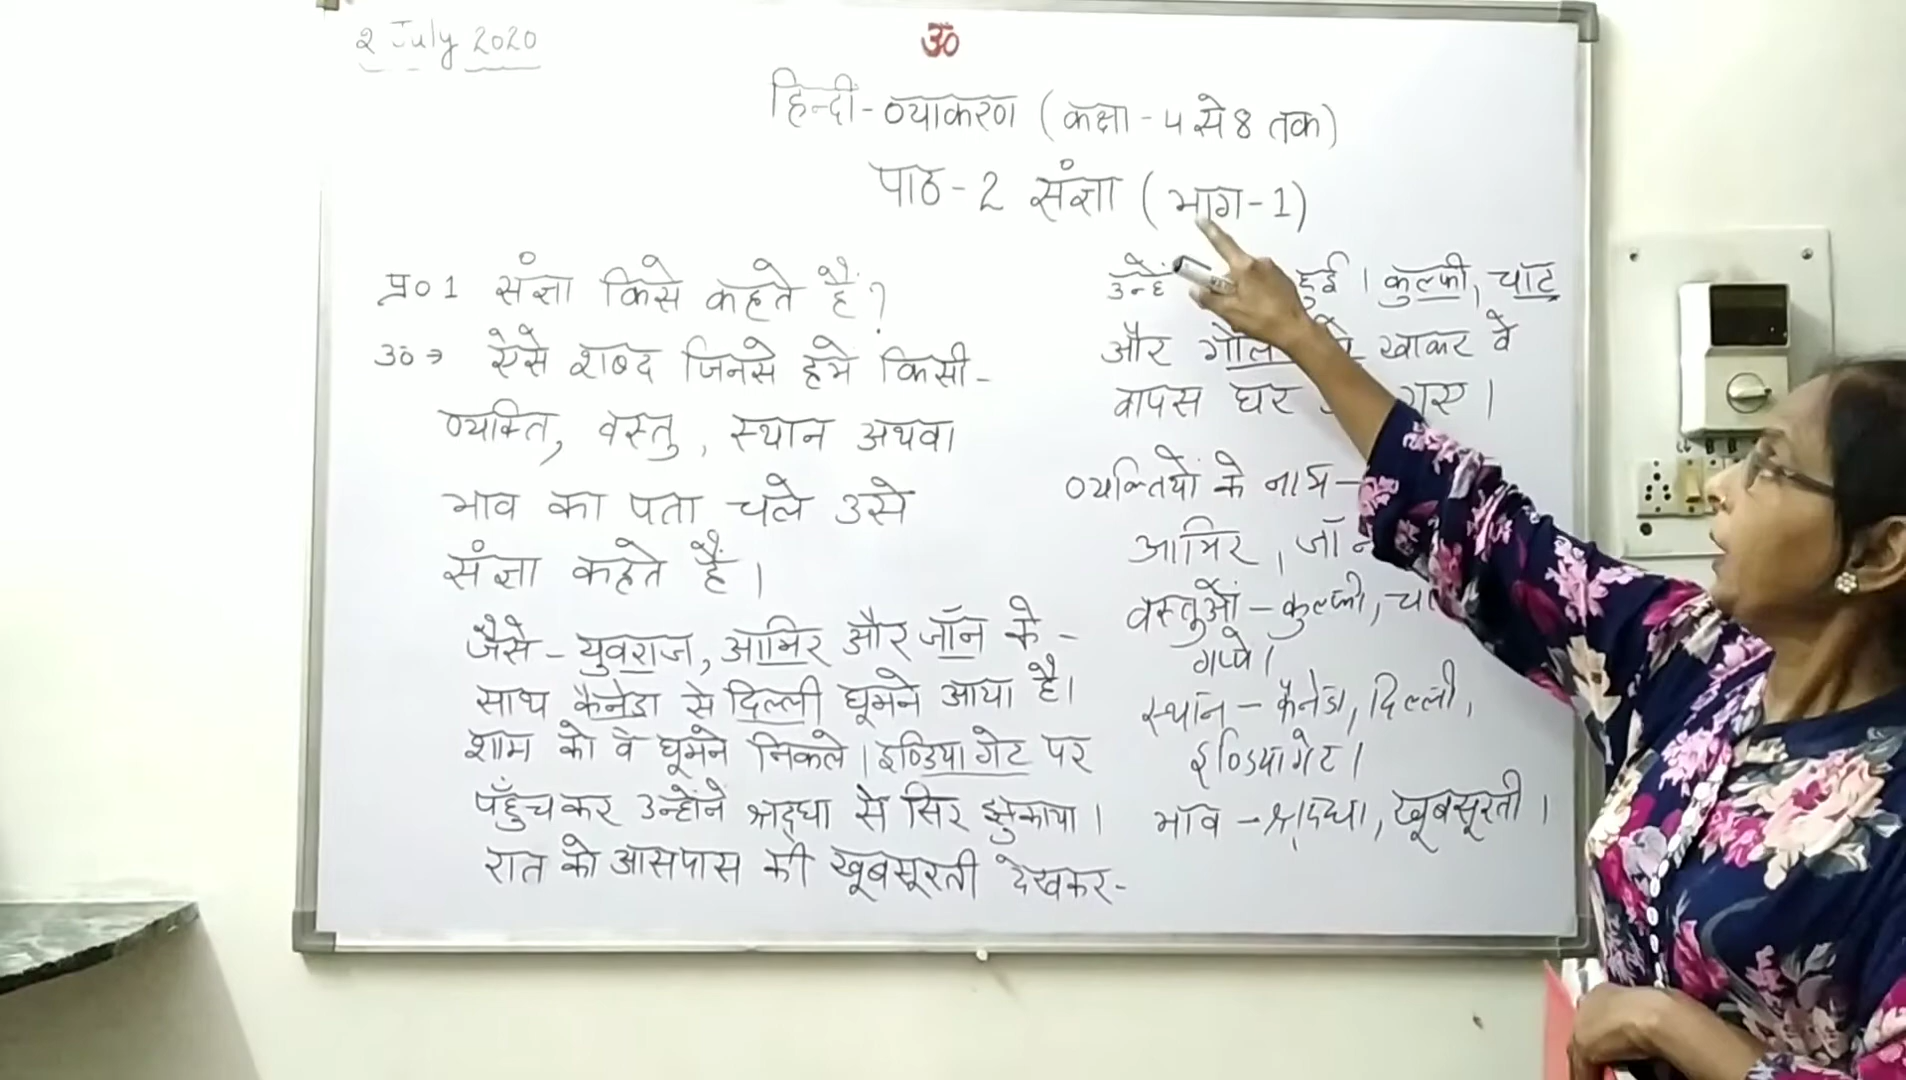 2 July 2020
ॐ
हिन्दी-व्याकरण (कक्षा-4 से 8 तक)
पाठ-2 संज्ञा (भाग-1)
प्र०1 संज्ञा किसे कहते हैं?
उ०→ ऐसे शब्द जिनसे हमें किसी-
व्यक्ति, वस्तु, स्थान अथवा
भाव का पता चले उसे
संज्ञा कहते हैं।
जैसे- युवराज, आमिर और जॉन के-
साथ कैनेडा से दिल्ली घूमने आया है।
शाम को वे घूमने निकले। इण्डिया गेट पर
पहुँचकर उन्होंने श्रद्धा से सिर झुकाया।
रात को आसपास की खूबसूरती देखकर-
उन्हें हुई। कुल्फी, चाट
और खाकर वे
वापस घर गए।
व्यक्तियों के नाम-
आमिर, जॉन
वस्तुओं- कुल्फी,
गप्पे।
स्थान- कैनेडा, दिल्ली,
इण्डिया गेट।
भाव- श्रद्धा, खूबसूरती।